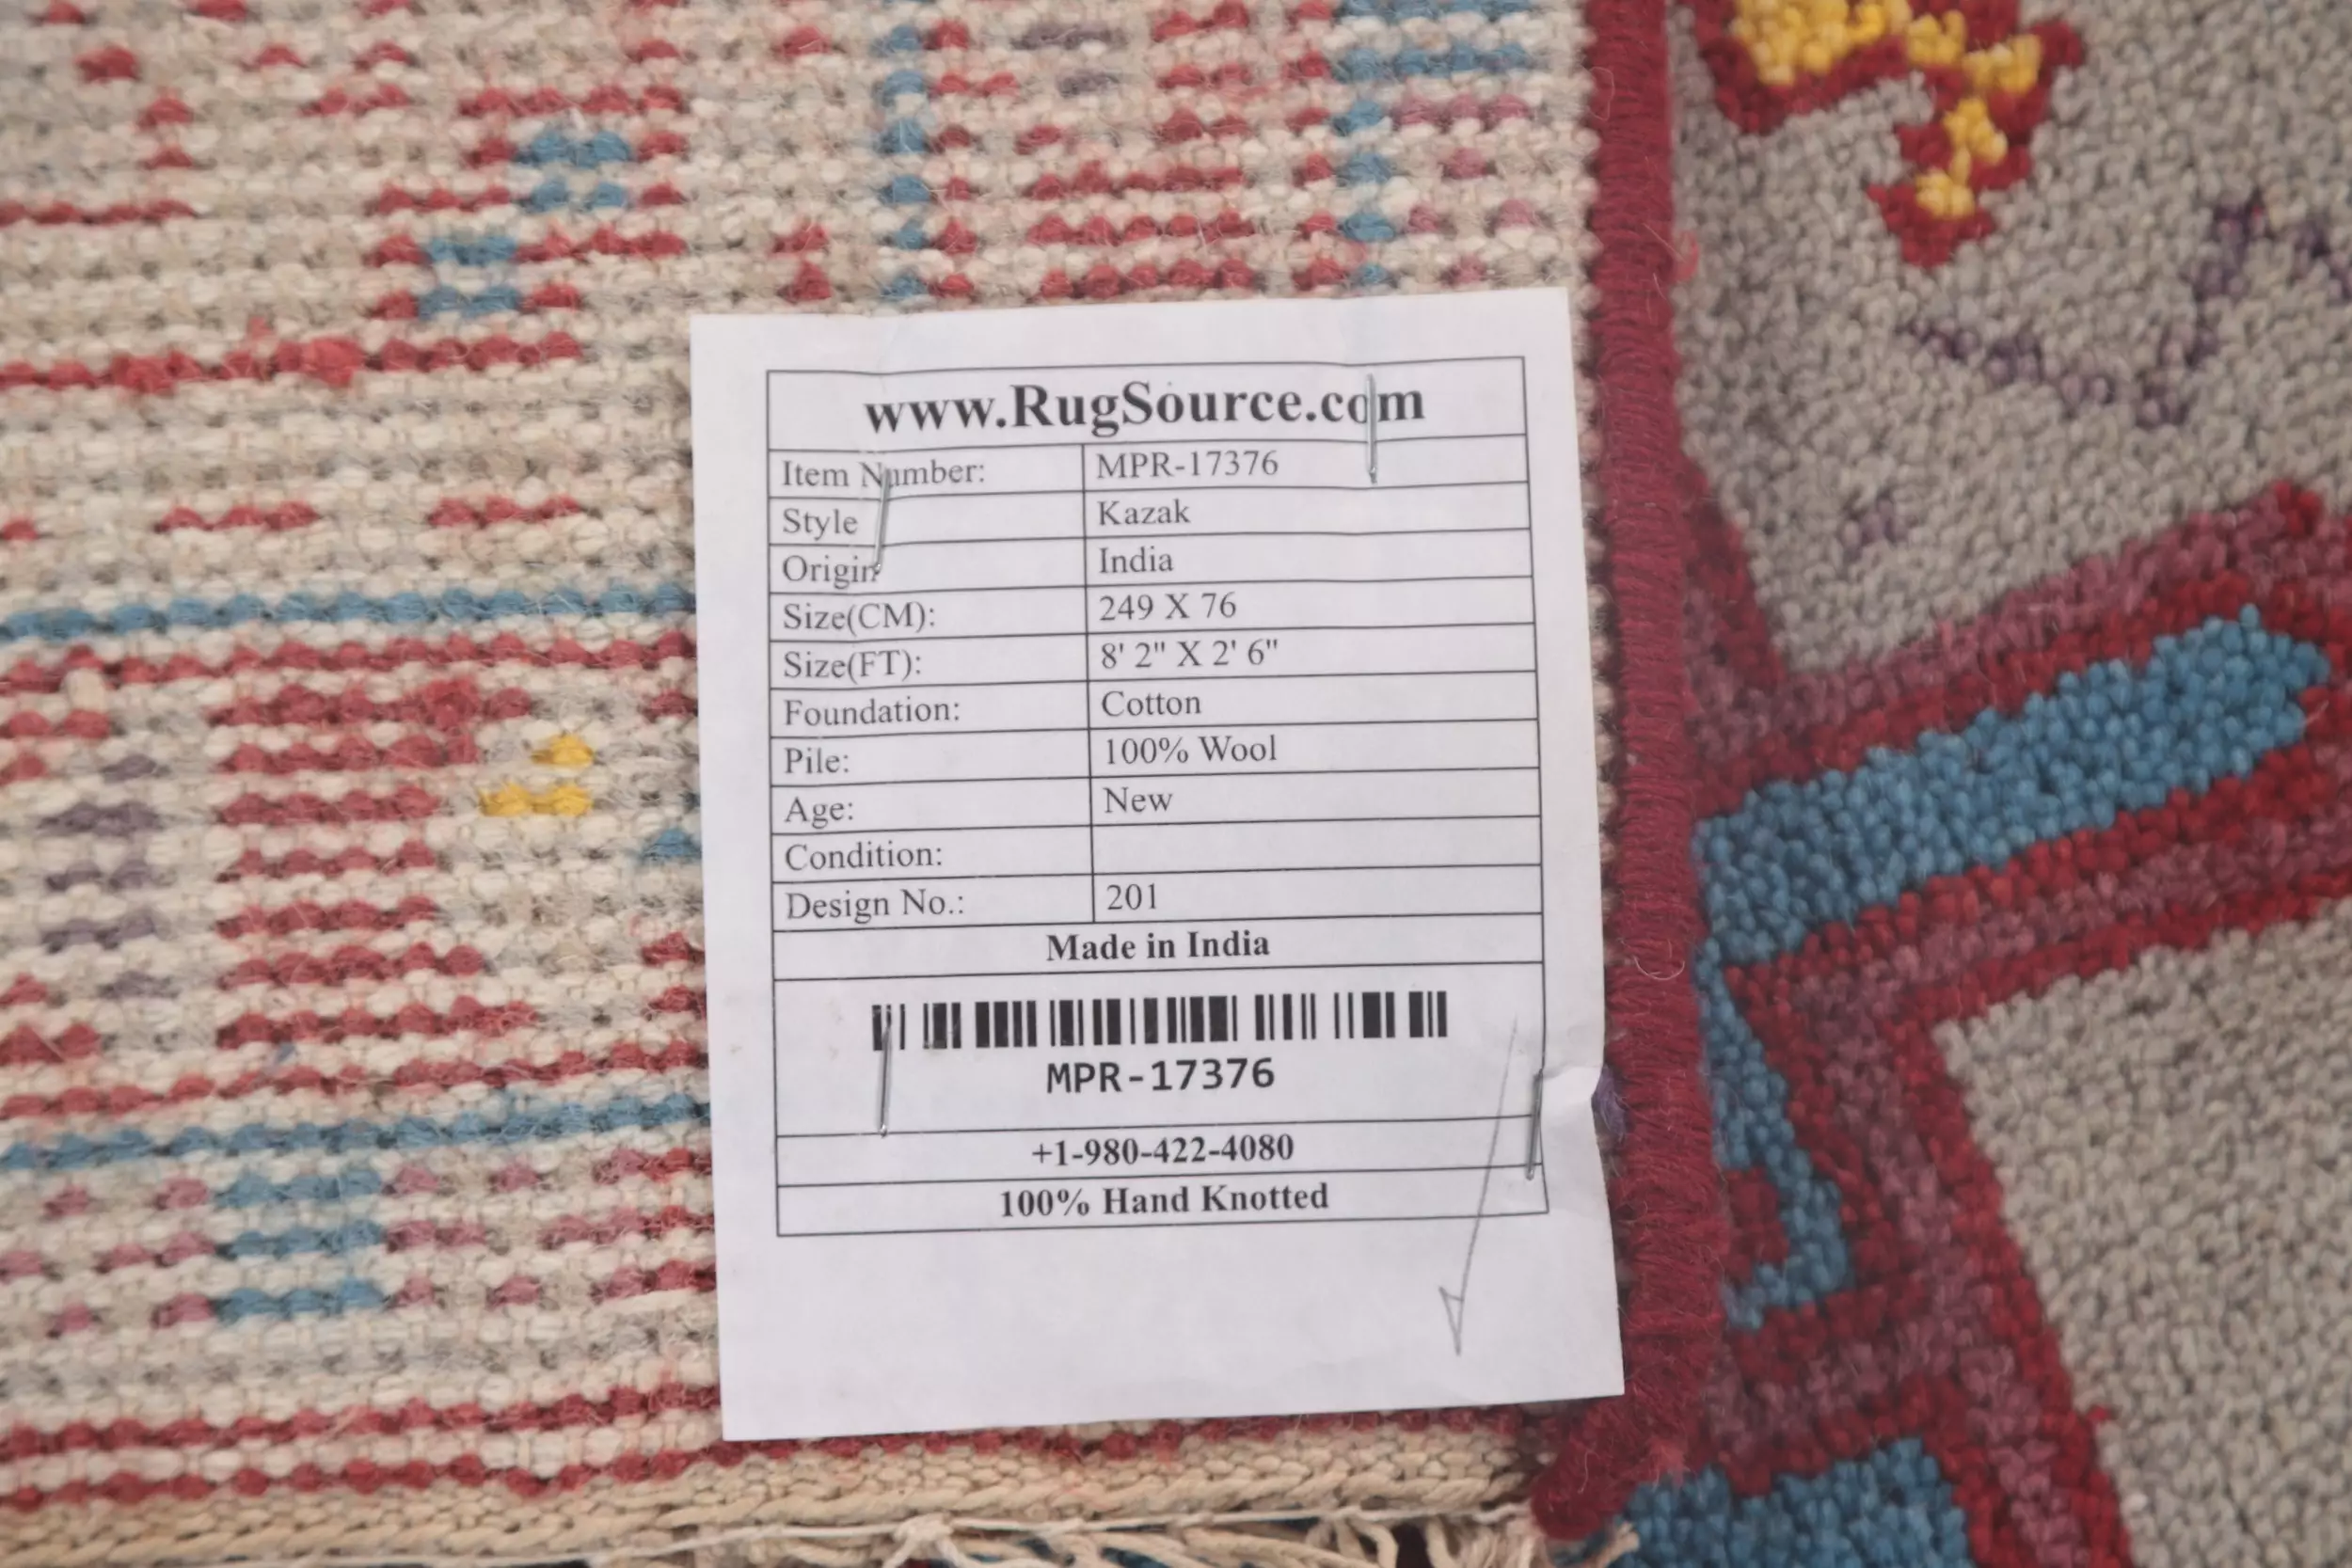 www.RugSource.com
Item Number: MPR-17376
Style Kazak
Origin India
Size(CM): 249 X 76
Size(FT): 8' 2" X 2' 6"
Foundation: Cotton
Pile: 100% Wool
Age: New
Condition:
Design No.: 201
Made in India
MPR-17376
+1-980-422-4080
100% Hand Knotted